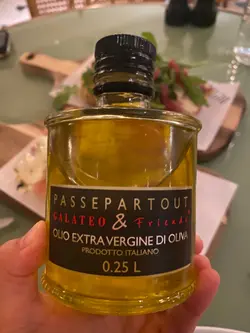 PASSEPARTOUT
GALATEO & Friends
OLIO EXTRA VERGINE DI OLIVA
PRODOTTO ITALIANO
0.25 L